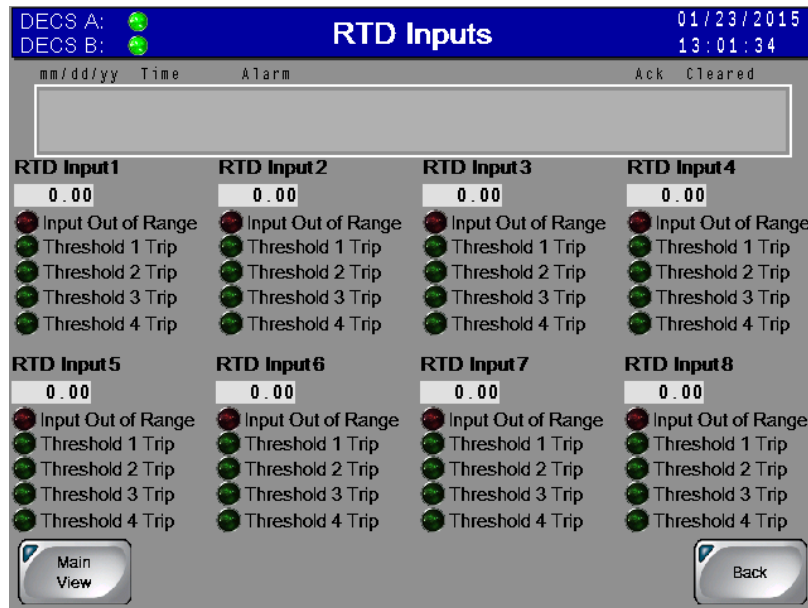 DECS A:
DECS B:
RTD Inputs
01/23/2015
13:01:34
mm/dd/yy Time Alarm Ack Cleared
RTD Input1 RTD Input2 RTD Input3 RTD Input4
0.00 0.00 0.00 0.00
Input Out of Range Input Out of Range Input Out of Range Input Out of Range
Threshold 1 Trip Threshold 1 Trip Threshold 1 Trip Threshold 1 Trip
Threshold 2 Trip Threshold 2 Trip Threshold 2 Trip Threshold 2 Trip
Threshold 3 Trip Threshold 3 Trip Threshold 3 Trip Threshold 3 Trip
Threshold 4 Trip Threshold 4 Trip Threshold 4 Trip Threshold 4 Trip
RTD Input5 RTD Input6 RTD Input7 RTD Input8
0.00 0.00 0.00 0.00
Input Out of Range Input Out of Range Input Out of Range Input Out of Range
Threshold 1 Trip Threshold 1 Trip Threshold 1 Trip Threshold 1 Trip
Threshold 2 Trip Threshold 2 Trip Threshold 2 Trip Threshold 2 Trip
Threshold 3 Trip Threshold 3 Trip Threshold 3 Trip Threshold 3 Trip
Threshold 4 Trip Threshold 4 Trip Threshold 4 Trip Threshold 4 Trip
Main
View
Back